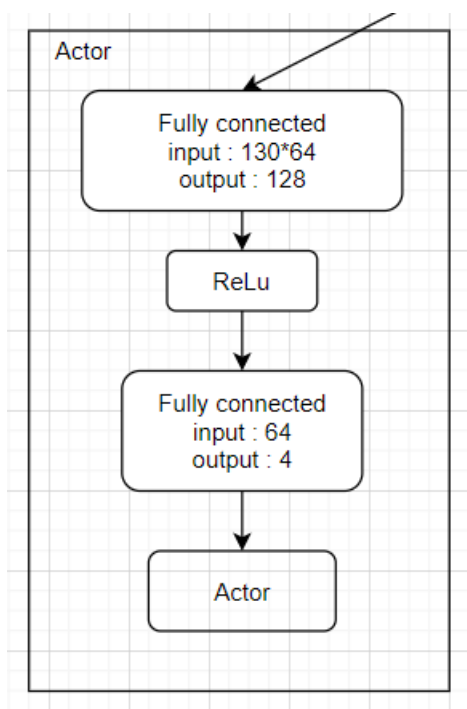 Actor
Fully connected
input : 130*64
output : 128
ReLu
Fully connected
input : 64
output : 4
Actor